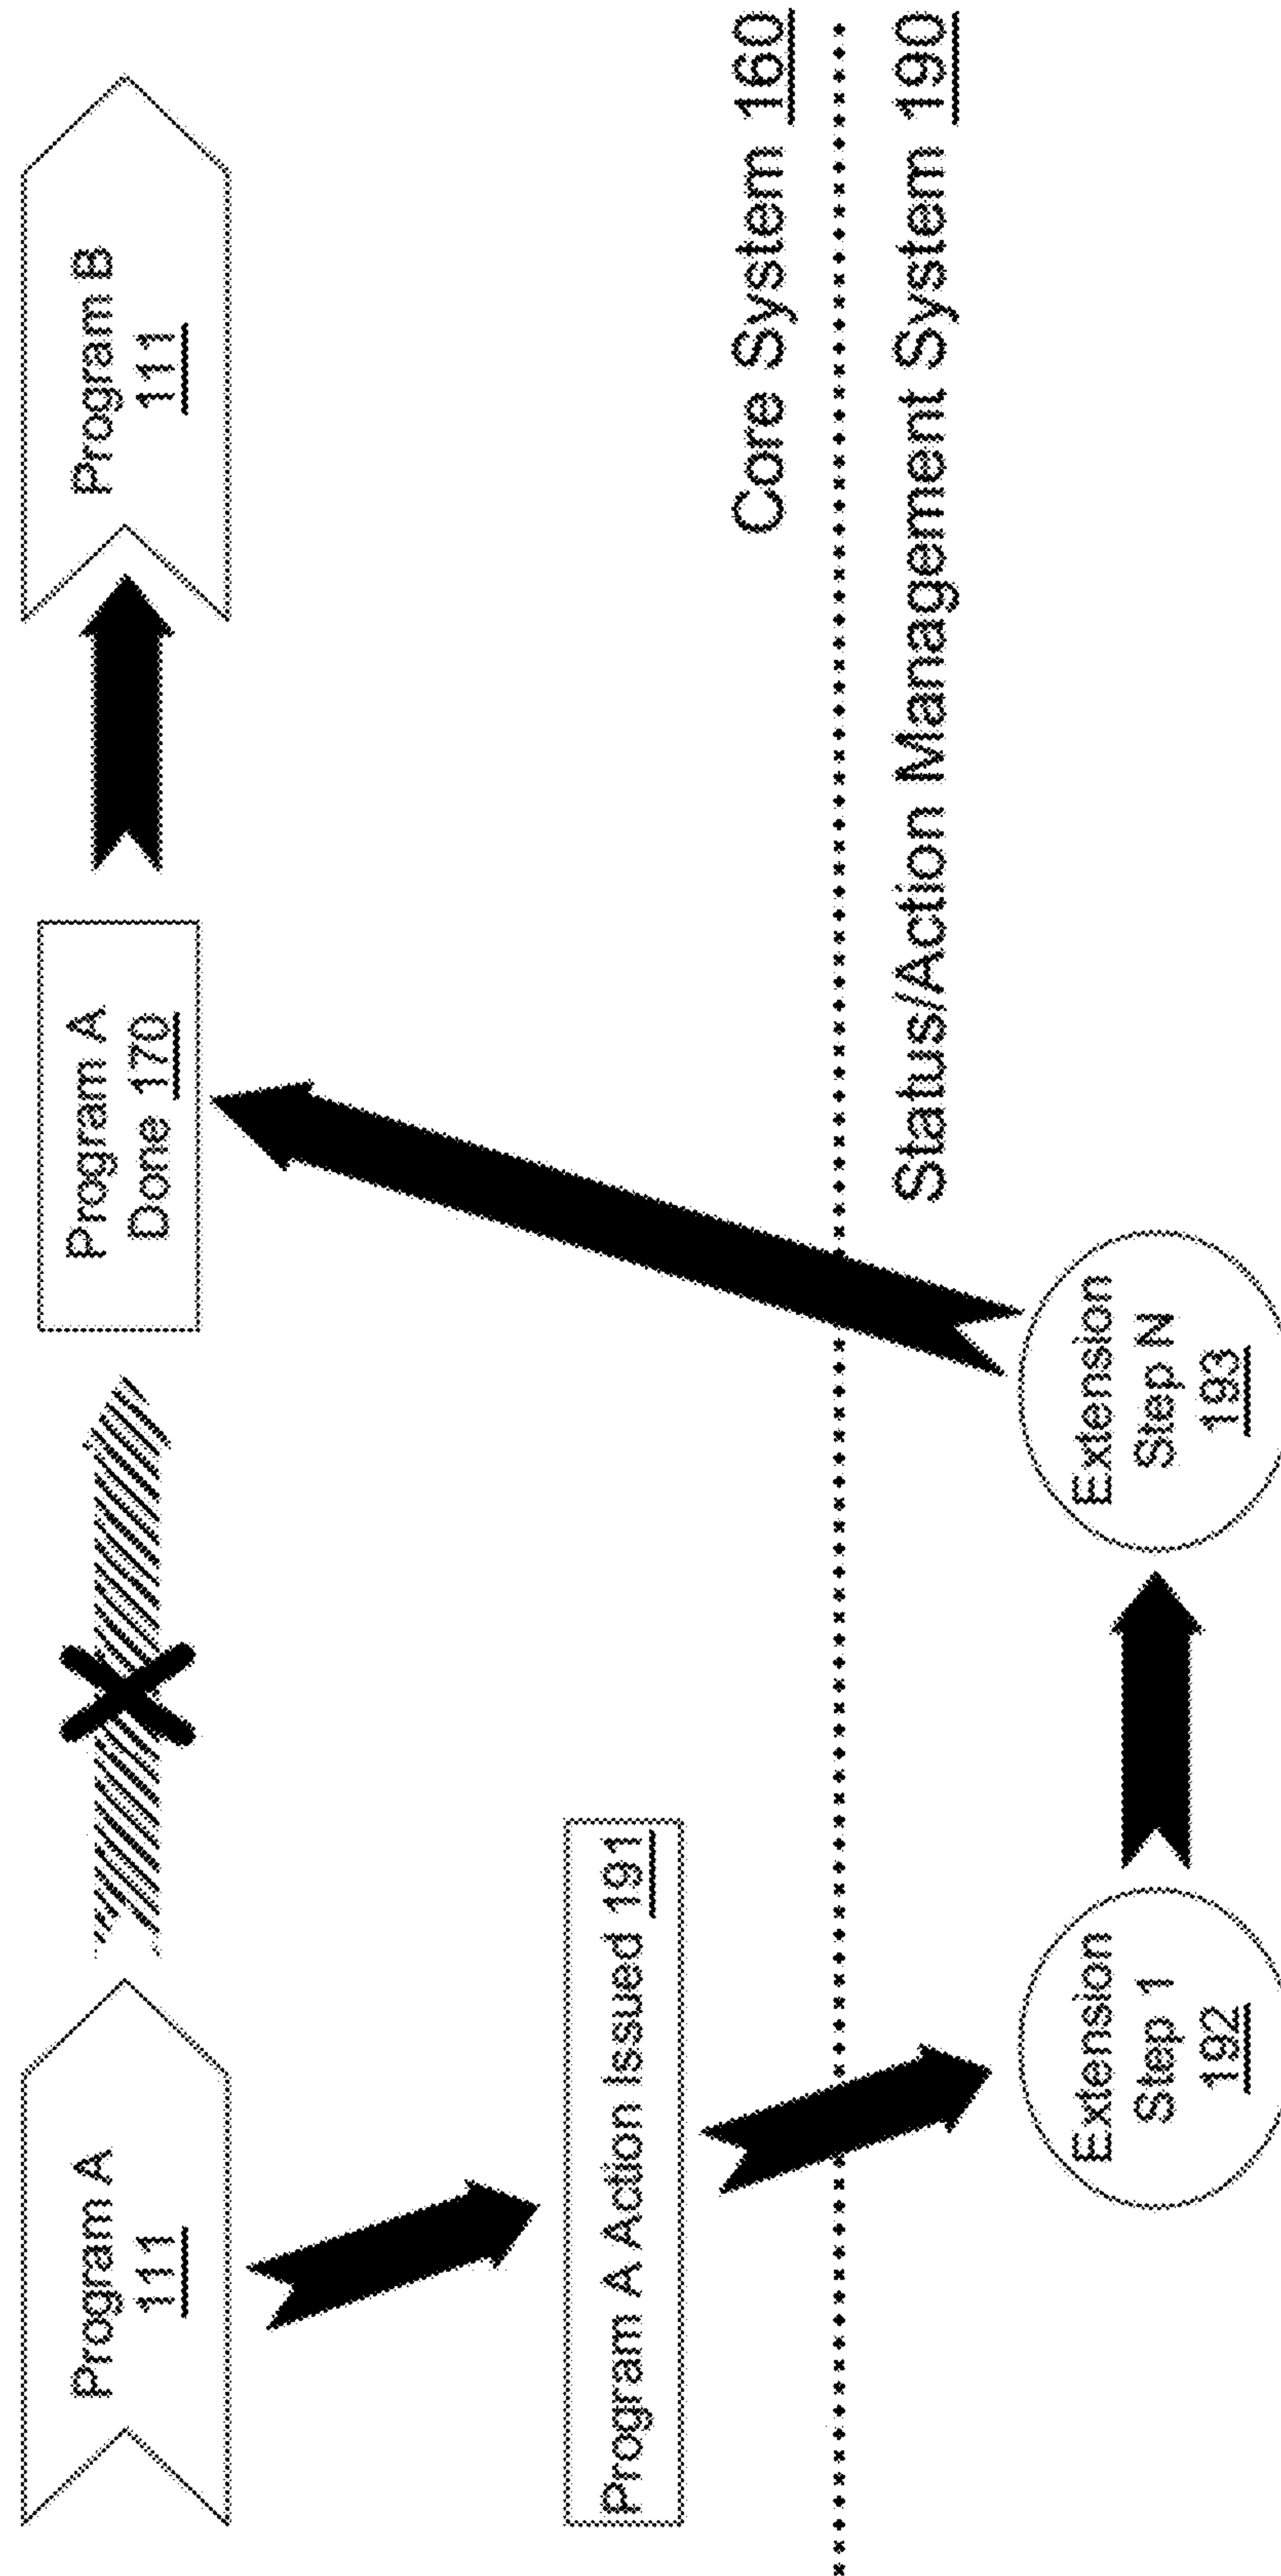 Program A
111
Program A
Done 170
Program B
111
Program A Action Issued 191
Core System 160
Status/Action Management System 190
Extension
Step 1
192
Extension
Step N
193